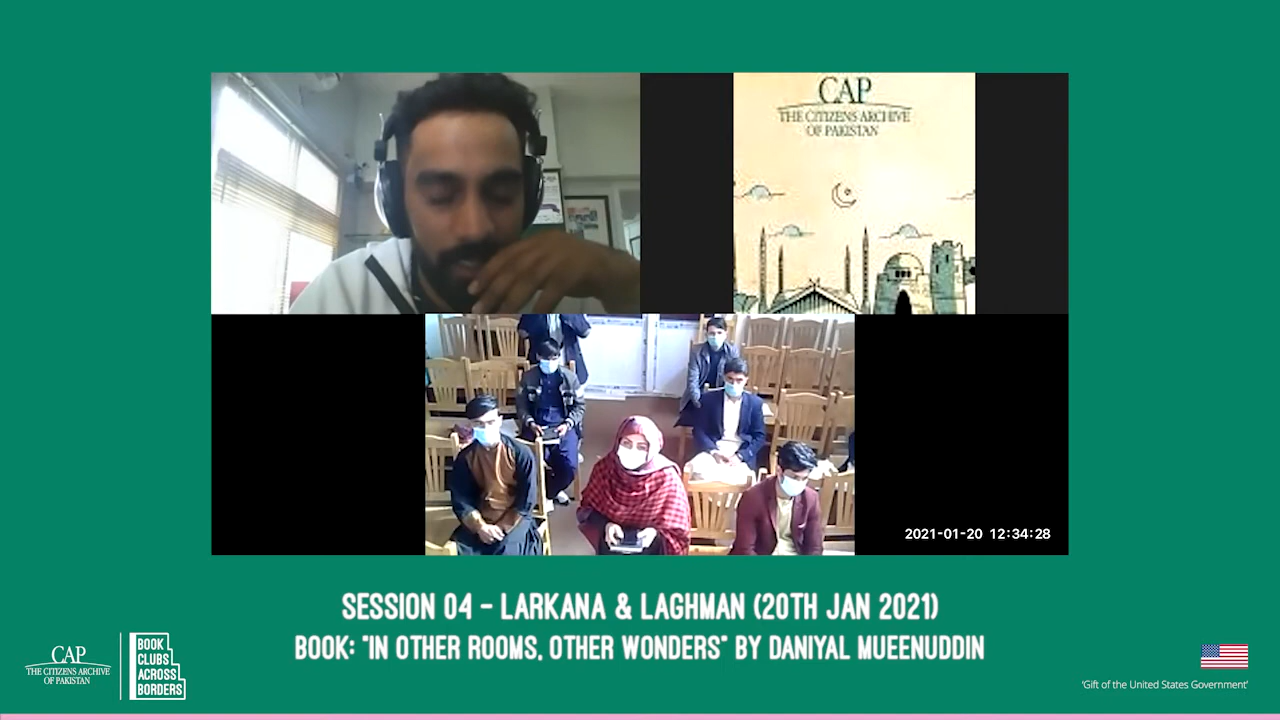 CAP
THE CITIZENS ARCHIVE
OF PAKISTAN
2021-01-20 12:34:28
SESSION 04 - LARKANA & LAGHMAN (20TH JAN 2021)
BOOK: "IN OTHER ROOMS, OTHER WONDERS" BY DANIYAL MUEENUDDIN
CAP
THE CITIZENS ARCHIVE
OF PAKISTAN
BOOK
CLUBS
ACROSS
BORDERS
'Gift of the United States Government'